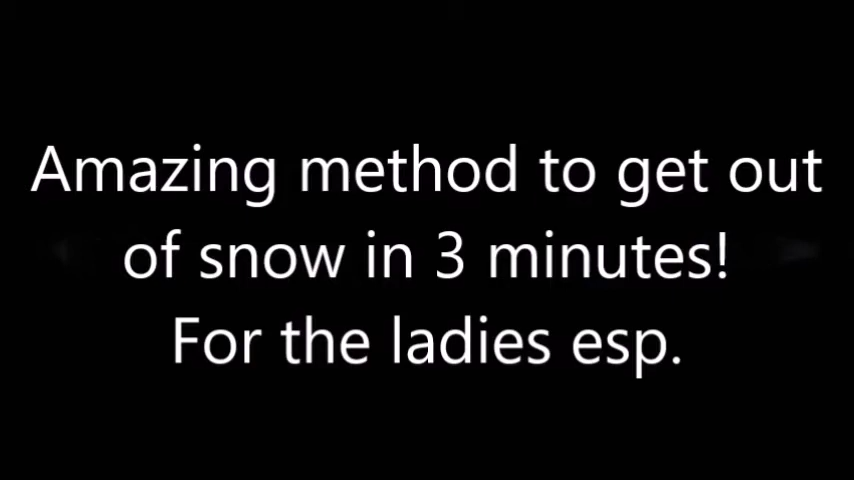 Amazing method to get out
of snow in 3 minutes!
For the ladies esp.